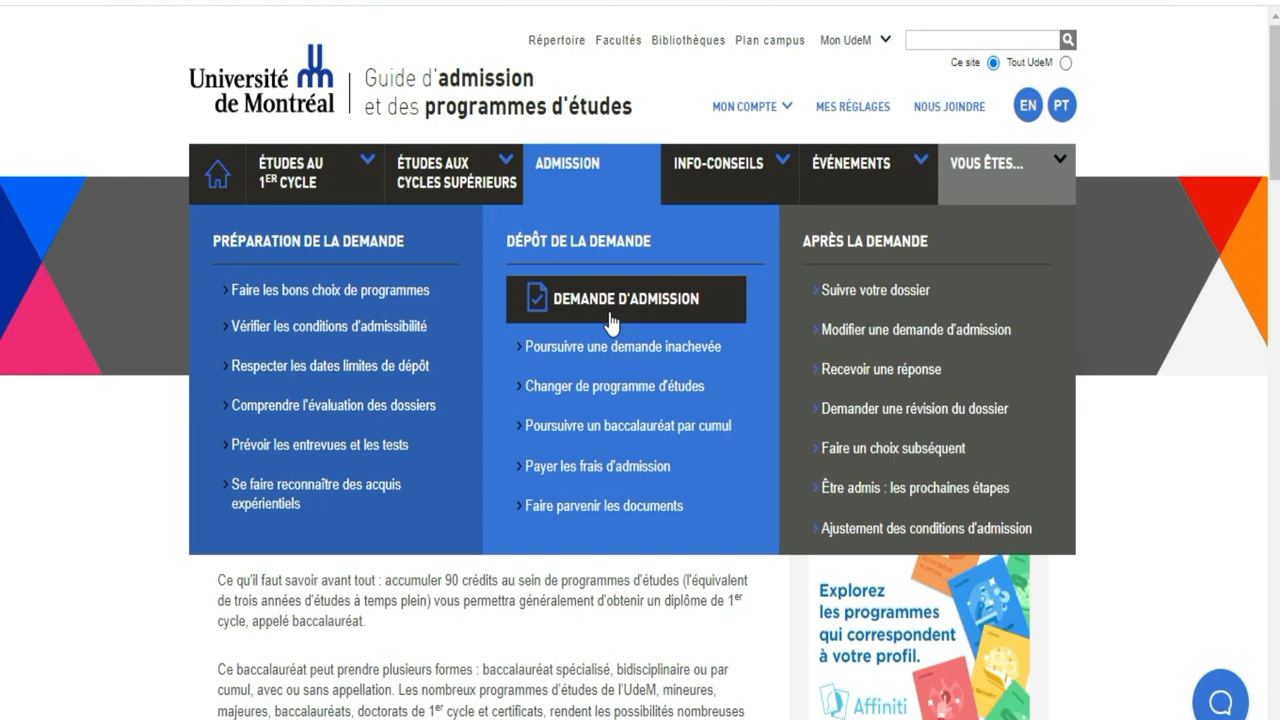 Répertoire Facultés Bibliothèques Plan campus Mon UdeM
Ce site Tout UdeM
Université
de Montréal
Guide d'admission
et des programmes d'études
MON COMPTE MES RÉGLAGES NOUS JOINDRE EN PT
ÉTUDES AU
1ER CYCLE
ÉTUDES AUX
CYCLES SUPÉRIEURS
ADMISSION
INFO-CONSEILS
ÉVÉNEMENTS
VOUS ÊTES...
PRÉPARATION DE LA DEMANDE
Faire les bons choix de programmes
Vérifier les conditions d'admissibilité
Respecter les dates limites de dépôt
Comprendre l'évaluation des dossiers
Prévoir les entrevues et les tests
Se faire reconnaître des acquis
expérientiels
DÉPÔT DE LA DEMANDE
DEMANDE D'ADMISSION
Poursuivre une demande inachevée
Changer de programme d'études
Poursuivre un baccalauréat par cumul
Payer les frais d'admission
Faire parvenir les documents
APRÈS LA DEMANDE
Suivre votre dossier
Modifier une demande d'admission
Recevoir une réponse
Demander une révision du dossier
Faire un choix subséquent
Être admis : les prochaines étapes
Ajustement des conditions d'admission
Ce qu'il faut savoir avant tout : accumuler 90 crédits au sein de programmes d'études (l'équivalent
de trois années d'études à temps plein) vous permettra généralement d'obtenir un diplôme de 1er
cycle, appelé baccalauréat.
Ce baccalauréat peut prendre plusieurs formes : baccalauréat spécialisé, bidisciplinaire ou par
cumul, avec ou sans appellation. Les nombreux programmes d'études de l'UdeM, mineures,
majeures, baccalauréats, doctorats de 1er cycle et certificats, rendent les possibilités nombreuses
Explorez
les programmes
qui correspondent
à votre profil.
Affiniti